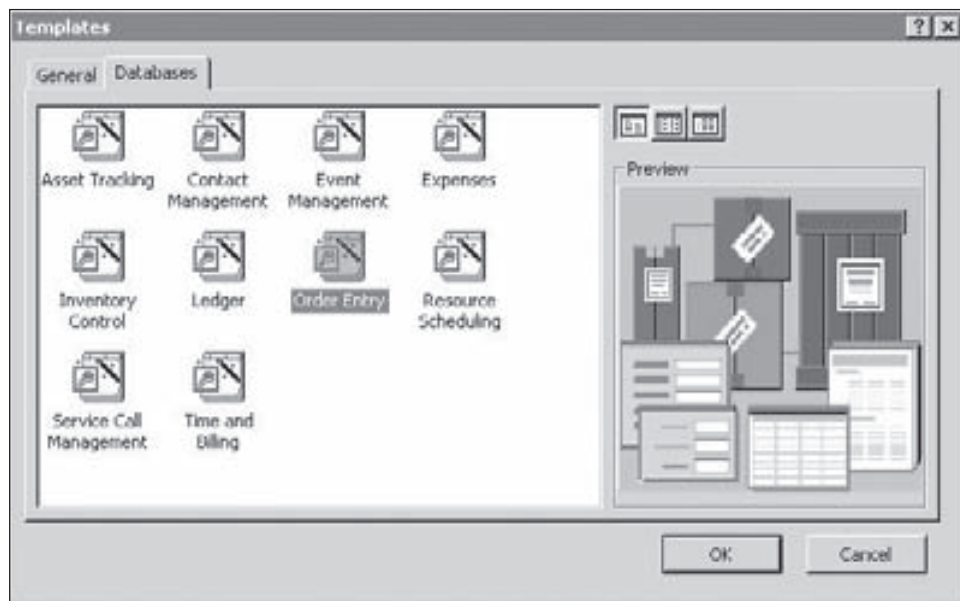 Templates
General
Databases
Asset Tracking
Contact
Management
Event
Management
Expenses
Inventory
Control
Ledger
Order Entry
Resource
Scheduling
Service Call
Management
Time and
Billing
Preview
OK
Cancel